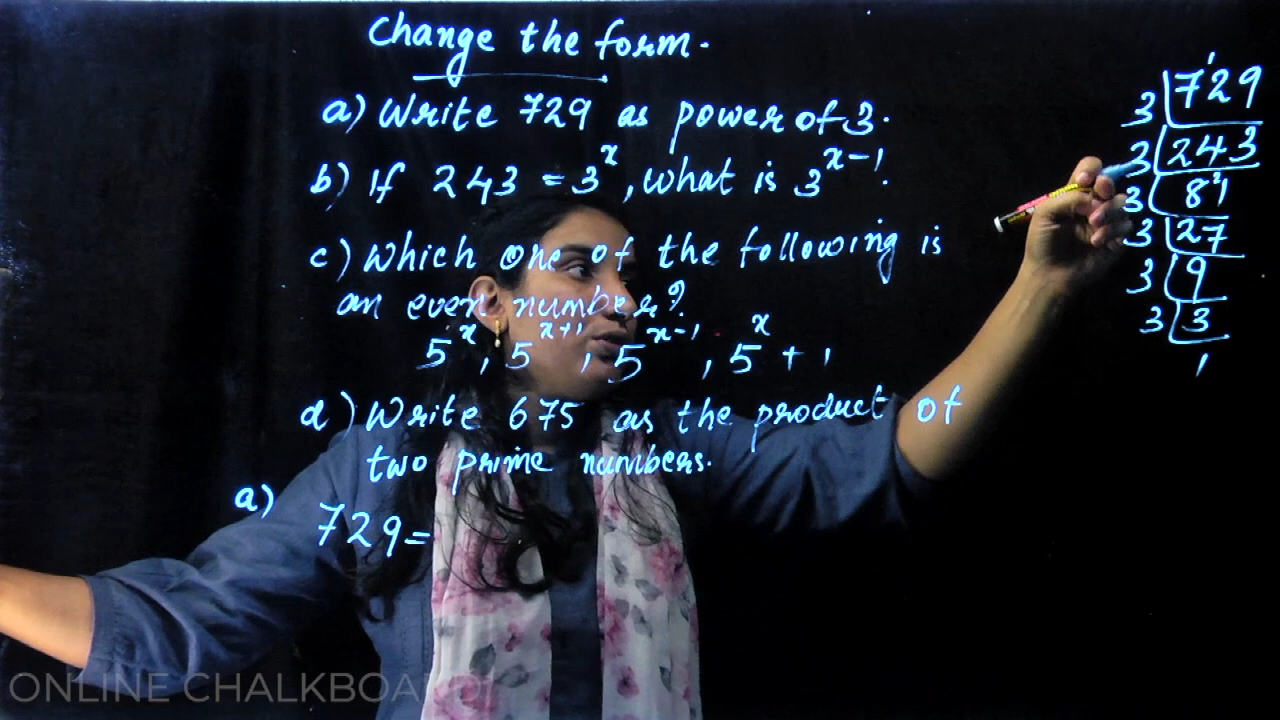 Change the form.
a) Write 729 as power of 3.
b) If 243 = 3^x, what is 3^x-1.
c) Which one of the following is
an even number?
5^x, 5^x+1, 5^x-1, 5^x + 1
d) Write 675 as the product of
two prime numbers.
a) 729=
3 729
3 243
3 81
3 27
3 9
3 3
1
ONLINE CHALKBOARD